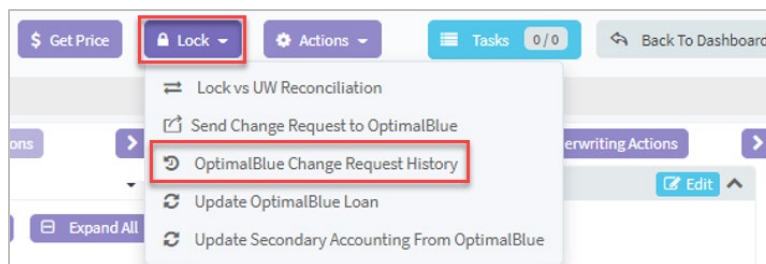 $ Get Price
Lock
Actions
Tasks 0/0
Back To Dashboard
Lock vs UW Reconciliation
Send Change Request to OptimalBlue
OptimalBlue Change Request History
Update OptimalBlue Loan
Update Secondary Accounting From OptimalBlue
ons
erwriting Actions
Edit
Expand All